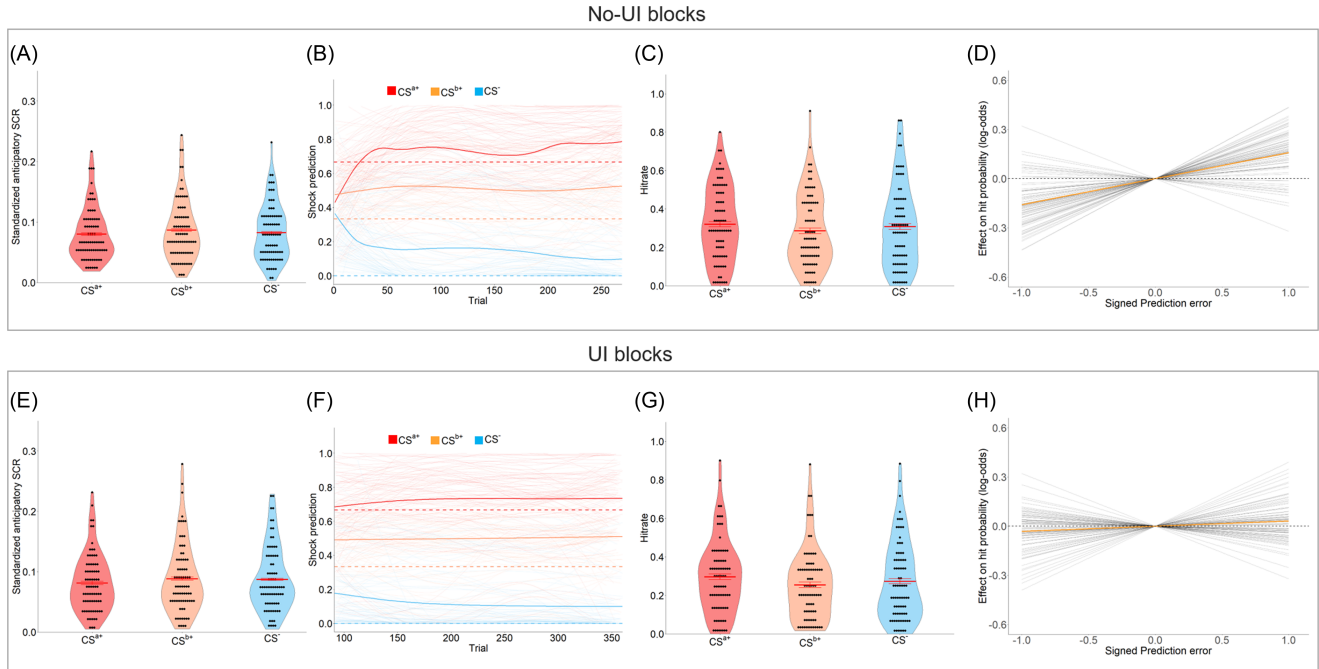 No-UI blocks
(A)
(B)
(C)
(D)
Standardized anticipatory SCR
0.3
0.2
0.1
0.0
CSa+
CSb+
CS-
CSa+ CSb+ CS-
Shock prediction
1.0
0.8
0.6
0.4
0.2
0.0
0 50 100 150 200 250
Trial
Hitrate
1.0
0.8
0.6
0.4
0.2
0.0
CSa+
CSb+
CS-
Effect on hit probability (log-odds)
0.6
0.3
0.0
-0.3
-0.6
-1.0 -0.5 0.0 0.5 1.0
Signed Prediction error
UI blocks
(E)
(F)
(G)
(H)
Standardized anticipatory SCR
0.3
0.2
0.1
0.0
CSa+
CSb+
CS-
CSa+ CSb+ CS-
Shock prediction
1.0
0.8
0.6
0.4
0.2
0.0
100 150 200 250 300 350
Trial
Hitrate
1.0
0.8
0.6
0.4
0.2
0.0
CSa+
CSb+
CS-
Effect on hit probability (log-odds)
0.6
0.3
0.0
-0.3
-0.6
-1.0 -0.5 0.0 0.5 1.0
Signed Prediction error